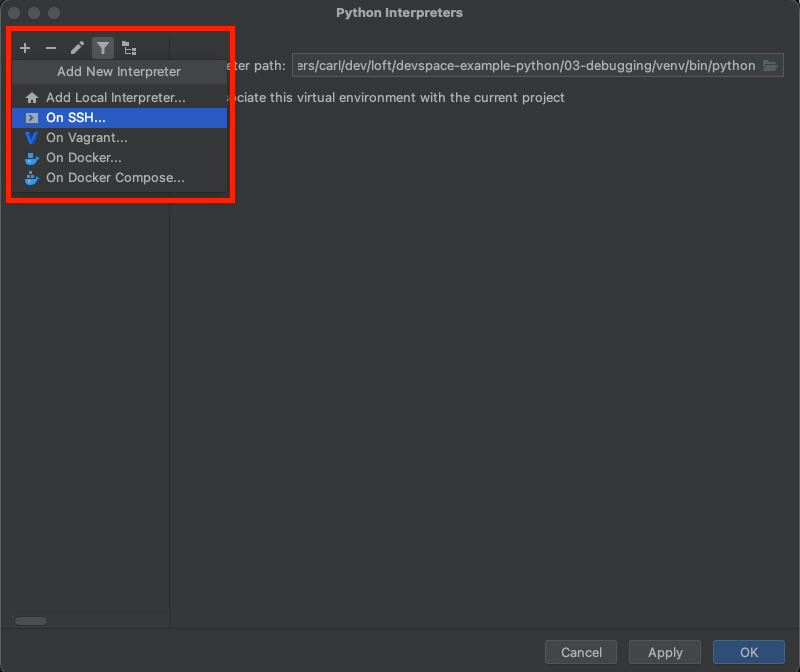 Python Interpreters
Add New Interpreter
Add Local Interpreter...
On SSH...
On Vagrant...
On Docker...
On Docker Compose...
path: ers/carl/dev/loft/devspace-example-python/03-debugging/venv/bin/python
this virtual environment with the current project
Cancel
Apply
OK